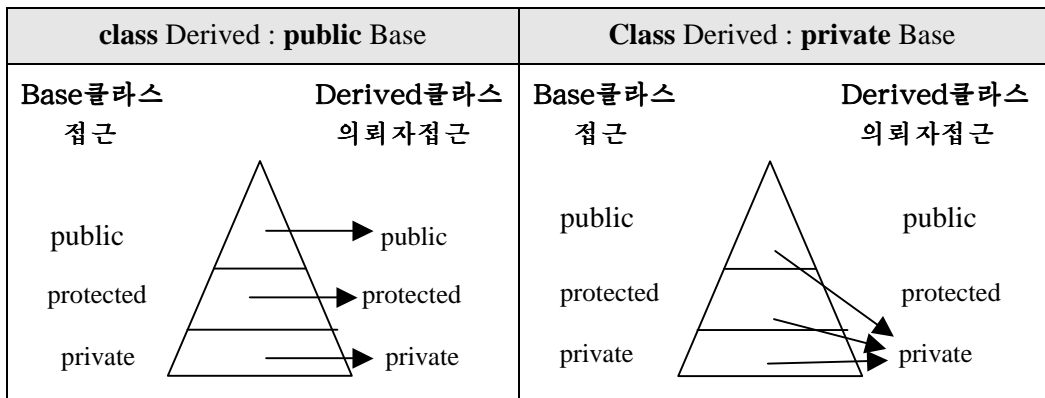 class Derived : public Base
Class Derived : private Base
Base클라스 Derived클라스
접근 의뢰자접근
public public
protected protected
private private
Base클라스 Derived클라스
접근 의뢰자접근
public public
protected protected
private private